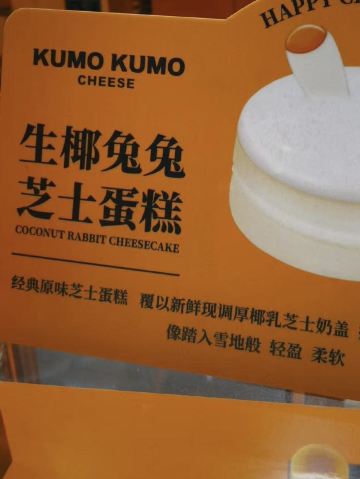 HAPPY
KUMO KUMO
CHEESE
生椰兔兔
芝士蛋糕
COCONUT RABBIT CHEESECAKE
经典原味芝士蛋糕 覆以新鲜现调厚椰乳芝士奶盖
像踏入雪地般 轻盈 柔软